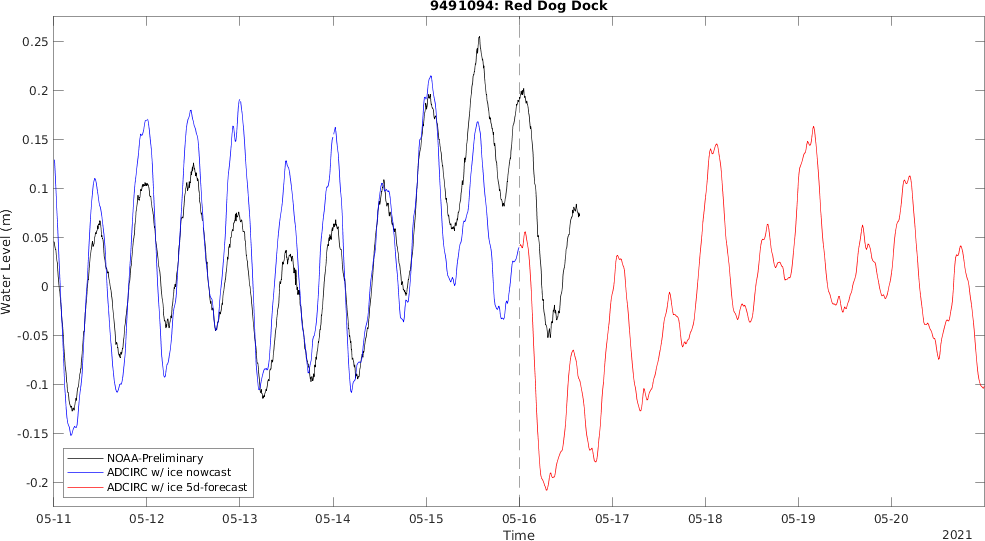 9491094: Red Dog Dock
Water Level (m)
0.25
0.2
0.15
0.1
0.05
0
-0.05
-0.1
-0.15
-0.2
NOAA-Preliminary
ADCIRC w/ ice nowcast
ADCIRC w/ ice 5d-forecast
05-11 05-12 05-13 05-14 05-15 05-16 05-17 05-18 05-19 05-20
Time
2021